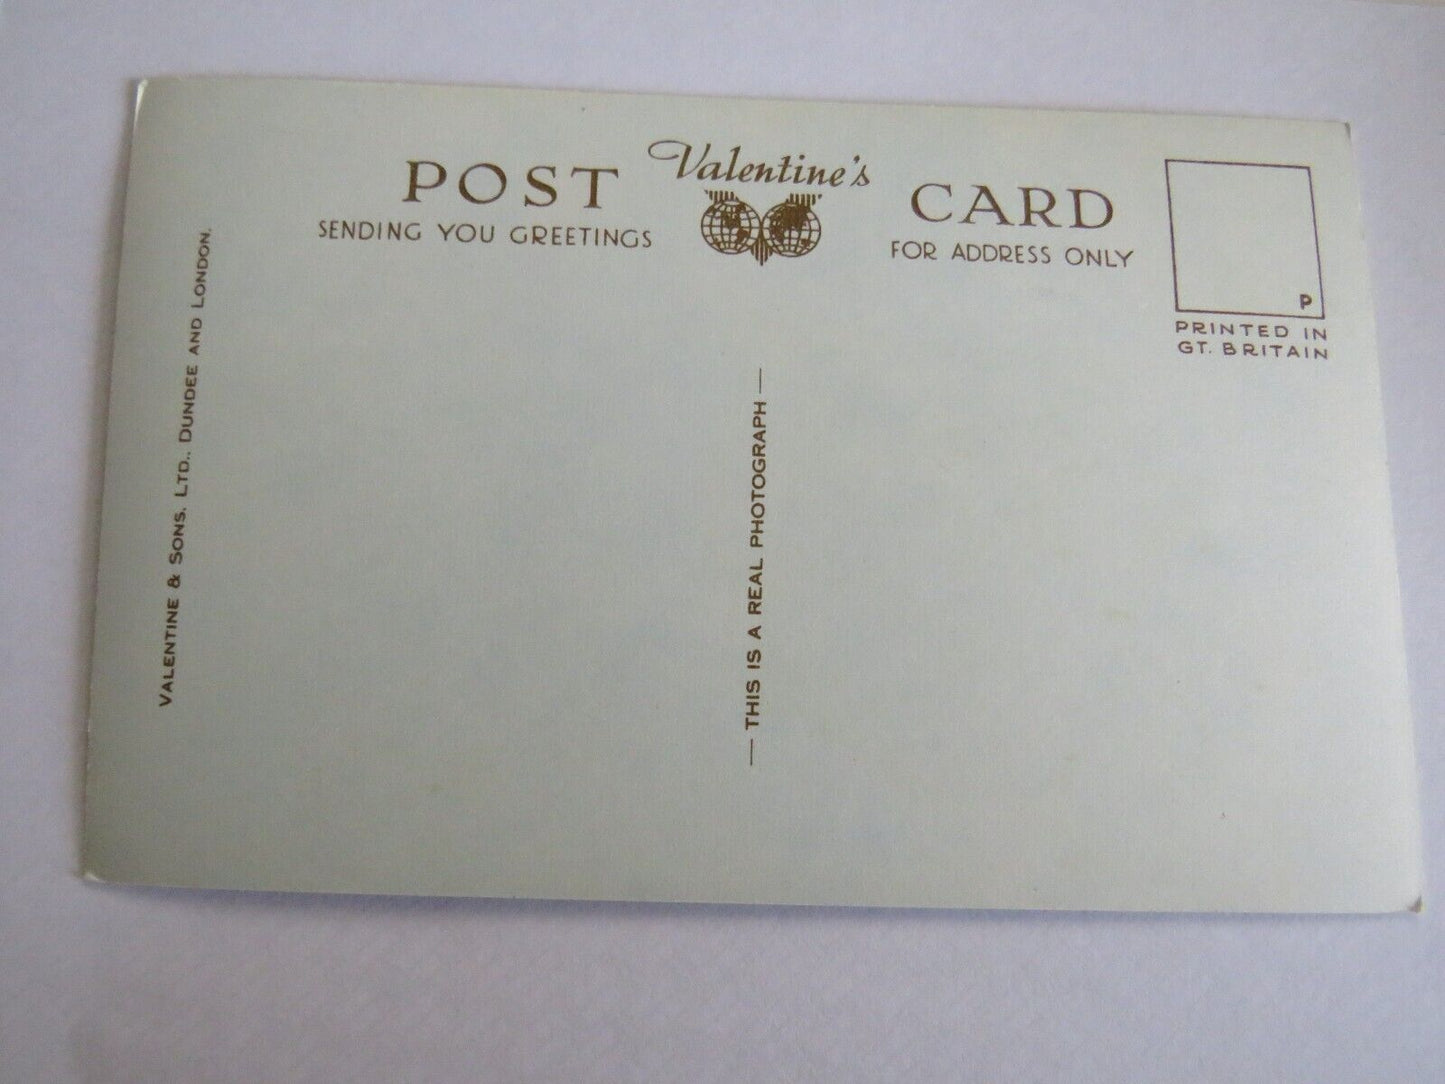 POST Valentine's CARD
SENDING YOU GREETINGS
FOR ADDRESS ONLY
P
PRINTED IN
GT. BRITAIN
VALENTINE & SONS, LTD., DUNDEE AND LONDON.
— THIS IS A REAL PHOTOGRAPH —